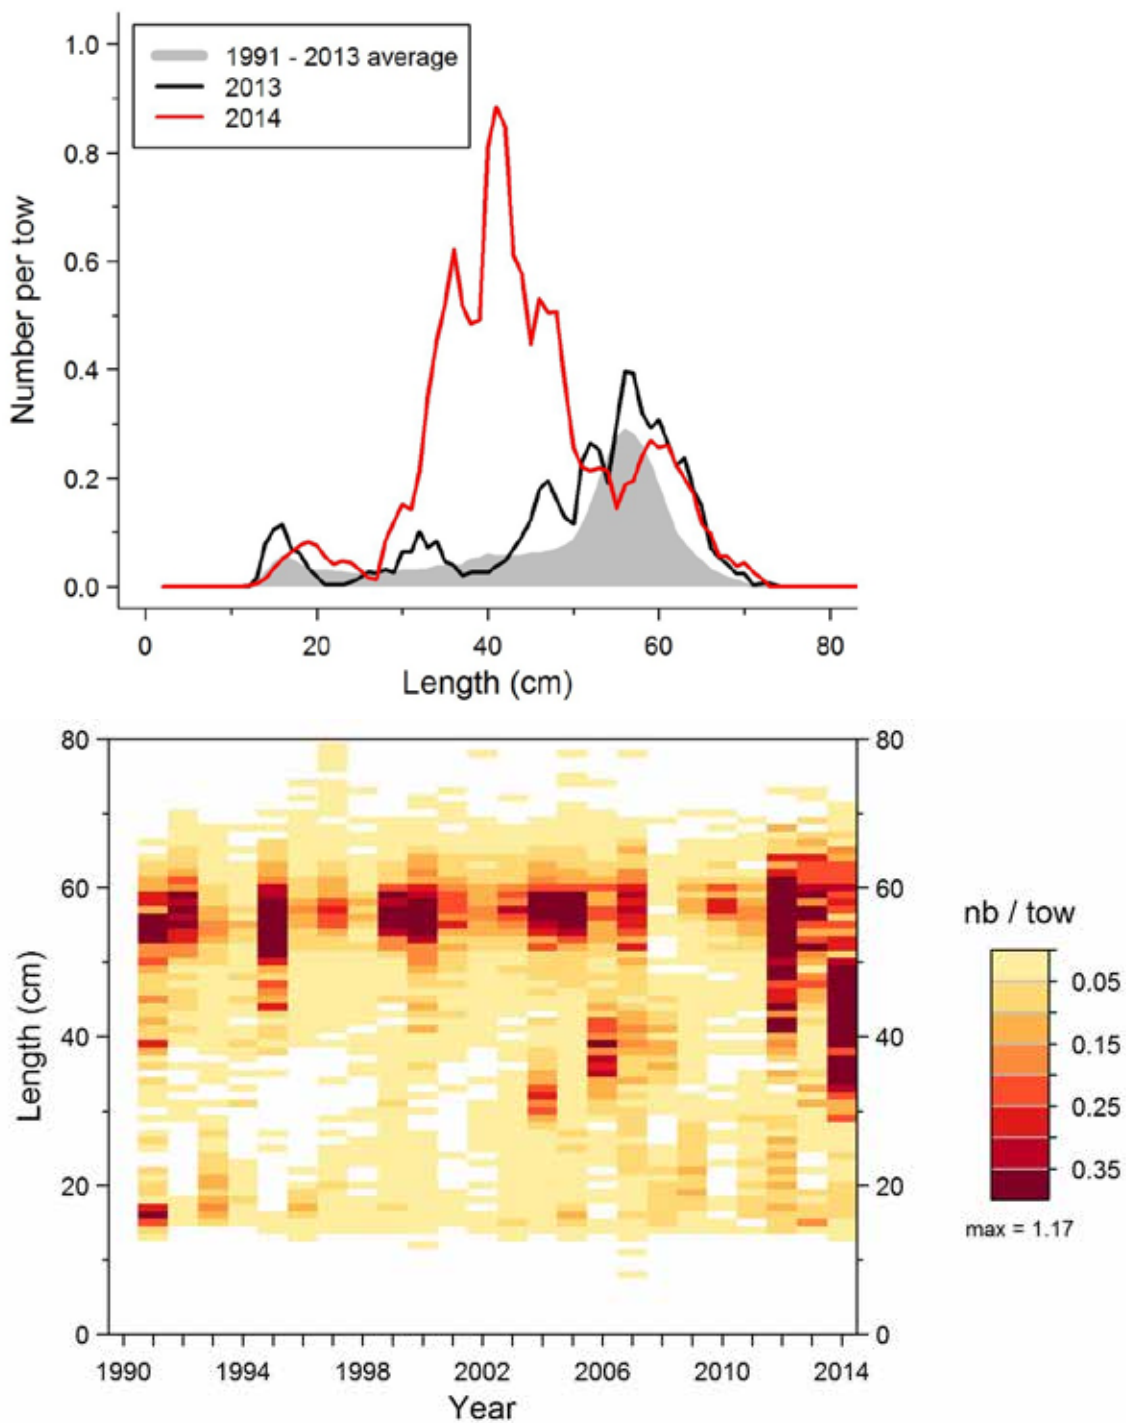 1991 - 2013 average
2013
2014
1.0
0.8
0.6
0.4
0.2
0.0
Number per tow
0 20 40 60 80
Length (cm)
80 80
60 60
40 40
20 20
0 0
Length (cm)
1990 1994 1998 2002 2006 2010 2014
Year
nb / tow
0.05
0.15
0.25
0.35
max = 1.17